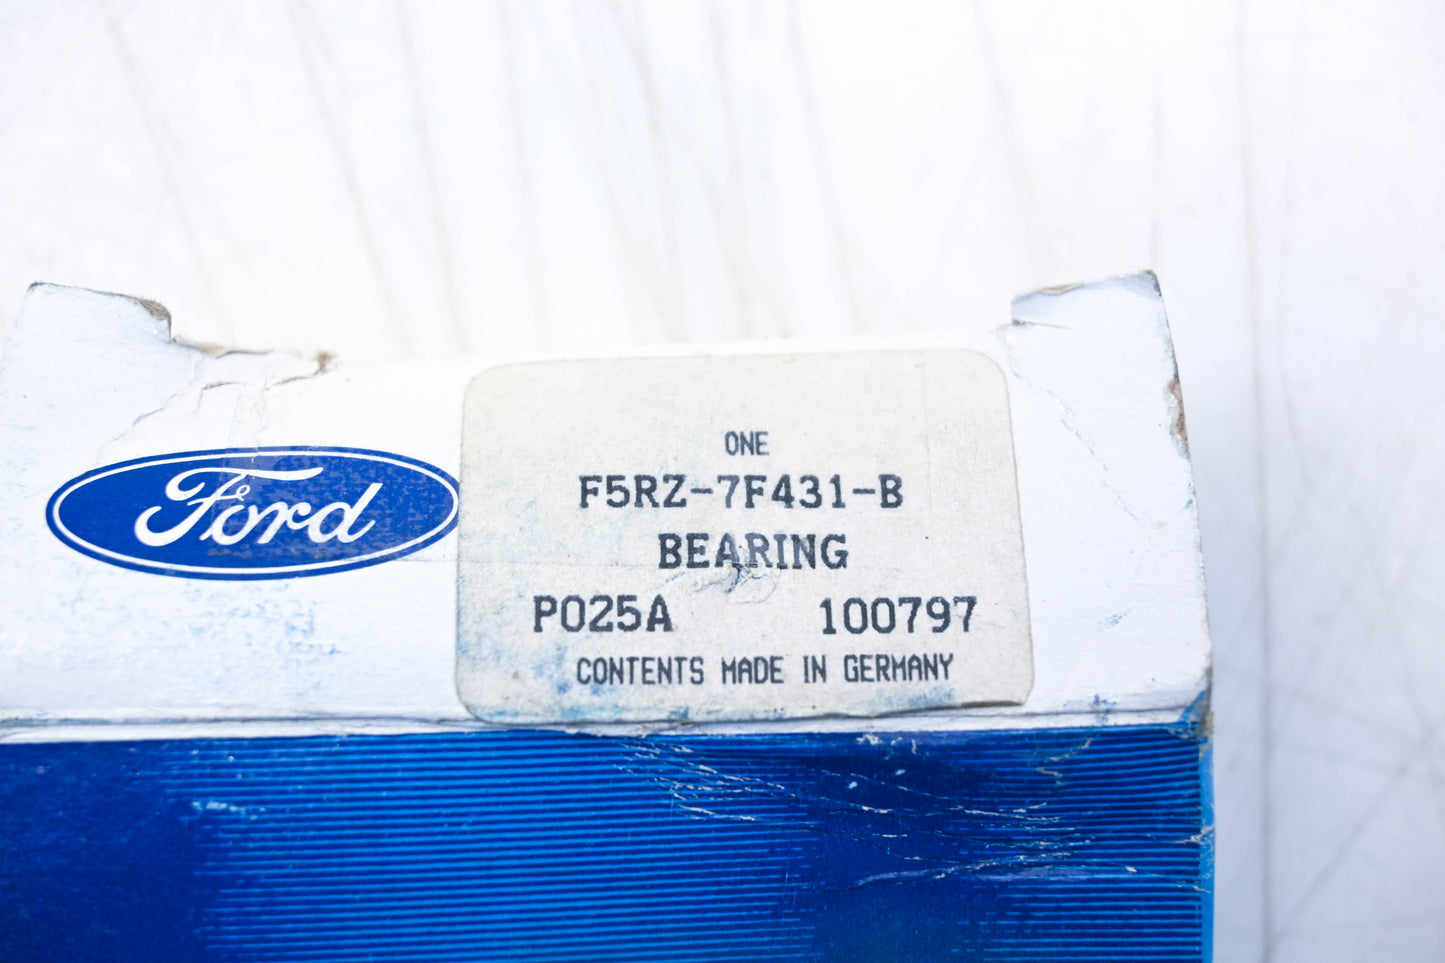 Ford
ONE
F5RZ-7F431-B
BEARING
P025A 100797
CONTENTS MADE IN GERMANY